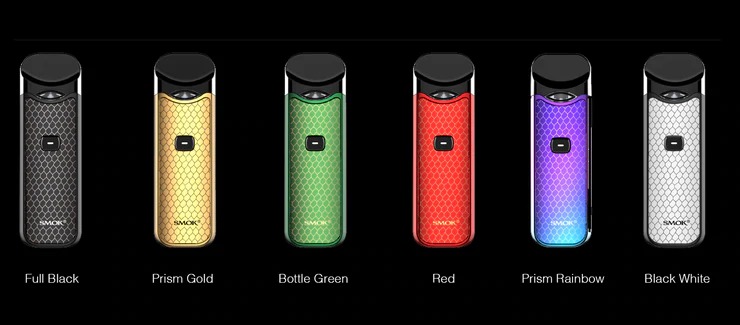 SMOK
SMOK
SMOK
SMOK
SMOK
SMOK
Full Black
Prism Gold
Bottle Green
Red
Prism Rainbow
Black White